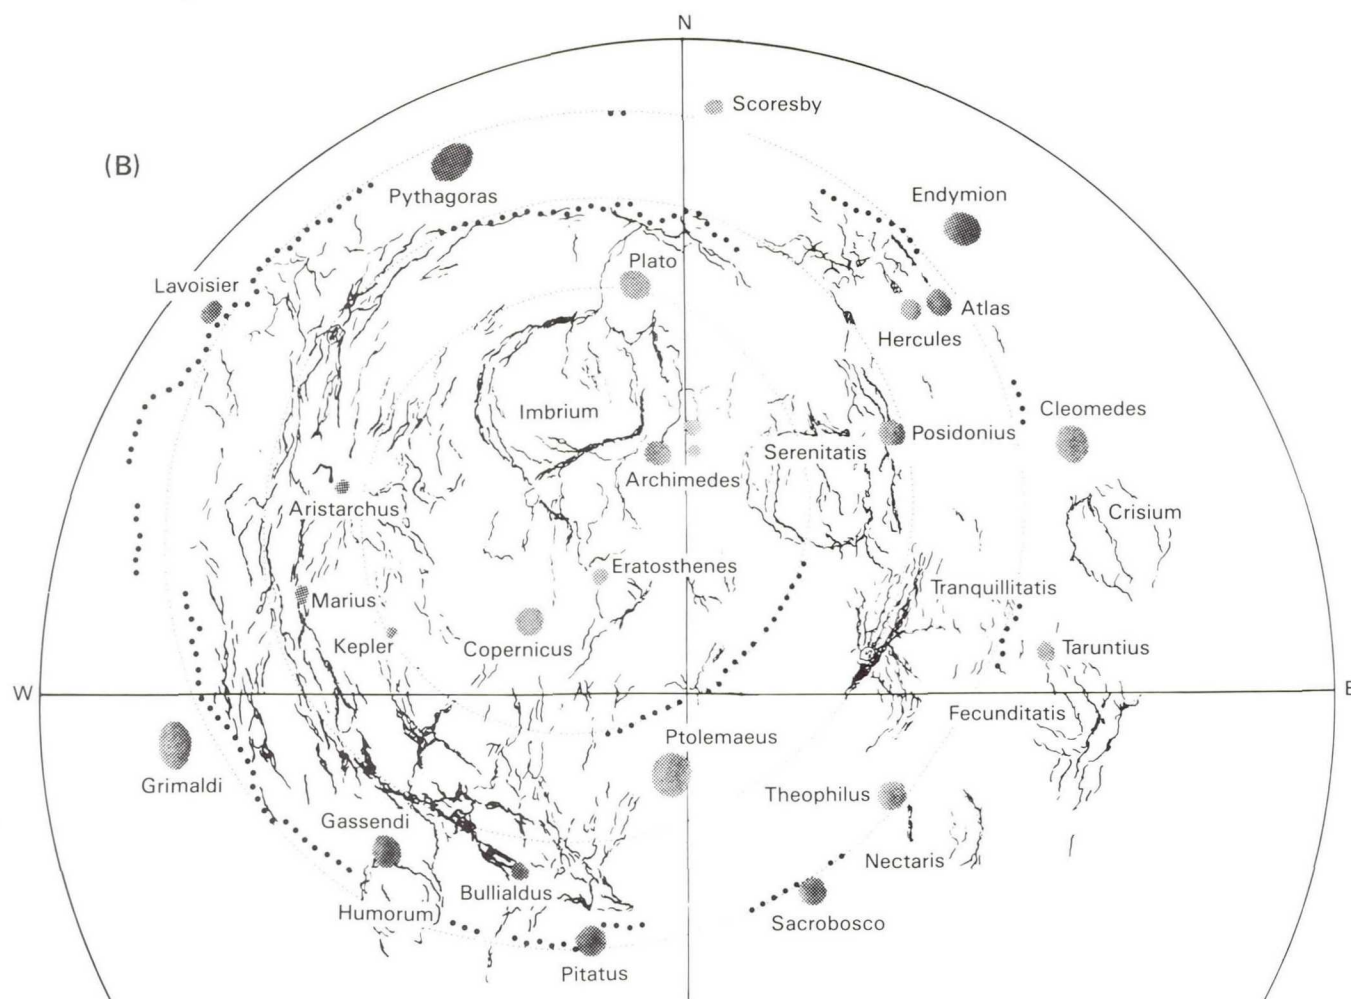 N
Scoresby
(B)
Pythagoras
Endymion
Plato
Lavoisier
Atlas
Hercules
Imbrium
Cleomedes
Posidonius
Serenitatis
Archimedes
Aristarchus
Crisium
Eratosthenes
Tranquillitatis
Marius
Kepler
Copernicus
Taruntius
W
E
Fecunditatis
Ptolemaeus
Grimaldi
Theophilus
Gassendi
Nectaris
Bullialdus
Humorum
Sacrobosco
Pitatus